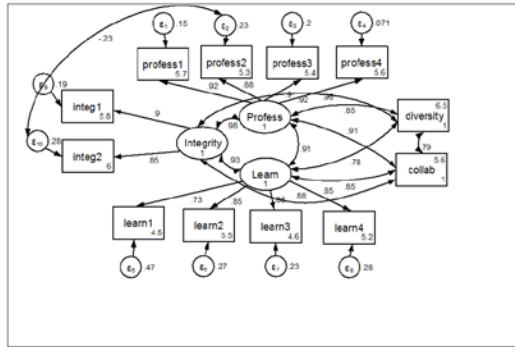 ε1 .15 ε2 .23 ε3 .2 ε4 .071
-.23
profess1 5.7
profess2 5.3
profess3 5.4
profess4 5.6
.92 .88 .92 .96
.19
integ1 5.8
.9
Profess 1
.85
diversity 6.5
1
.98
Integrity 1
.91
.79
ε10 .28
integ2 6
.85
.93
.91
.78
Learn 1
collab 5.6
1
.73 .85 .88 .88 .85 .85
learn1 4.5
learn2 5.5
learn3 4.6
learn4 5.2
ε5 .47 ε6 .27 ε7 .23 ε8 .28